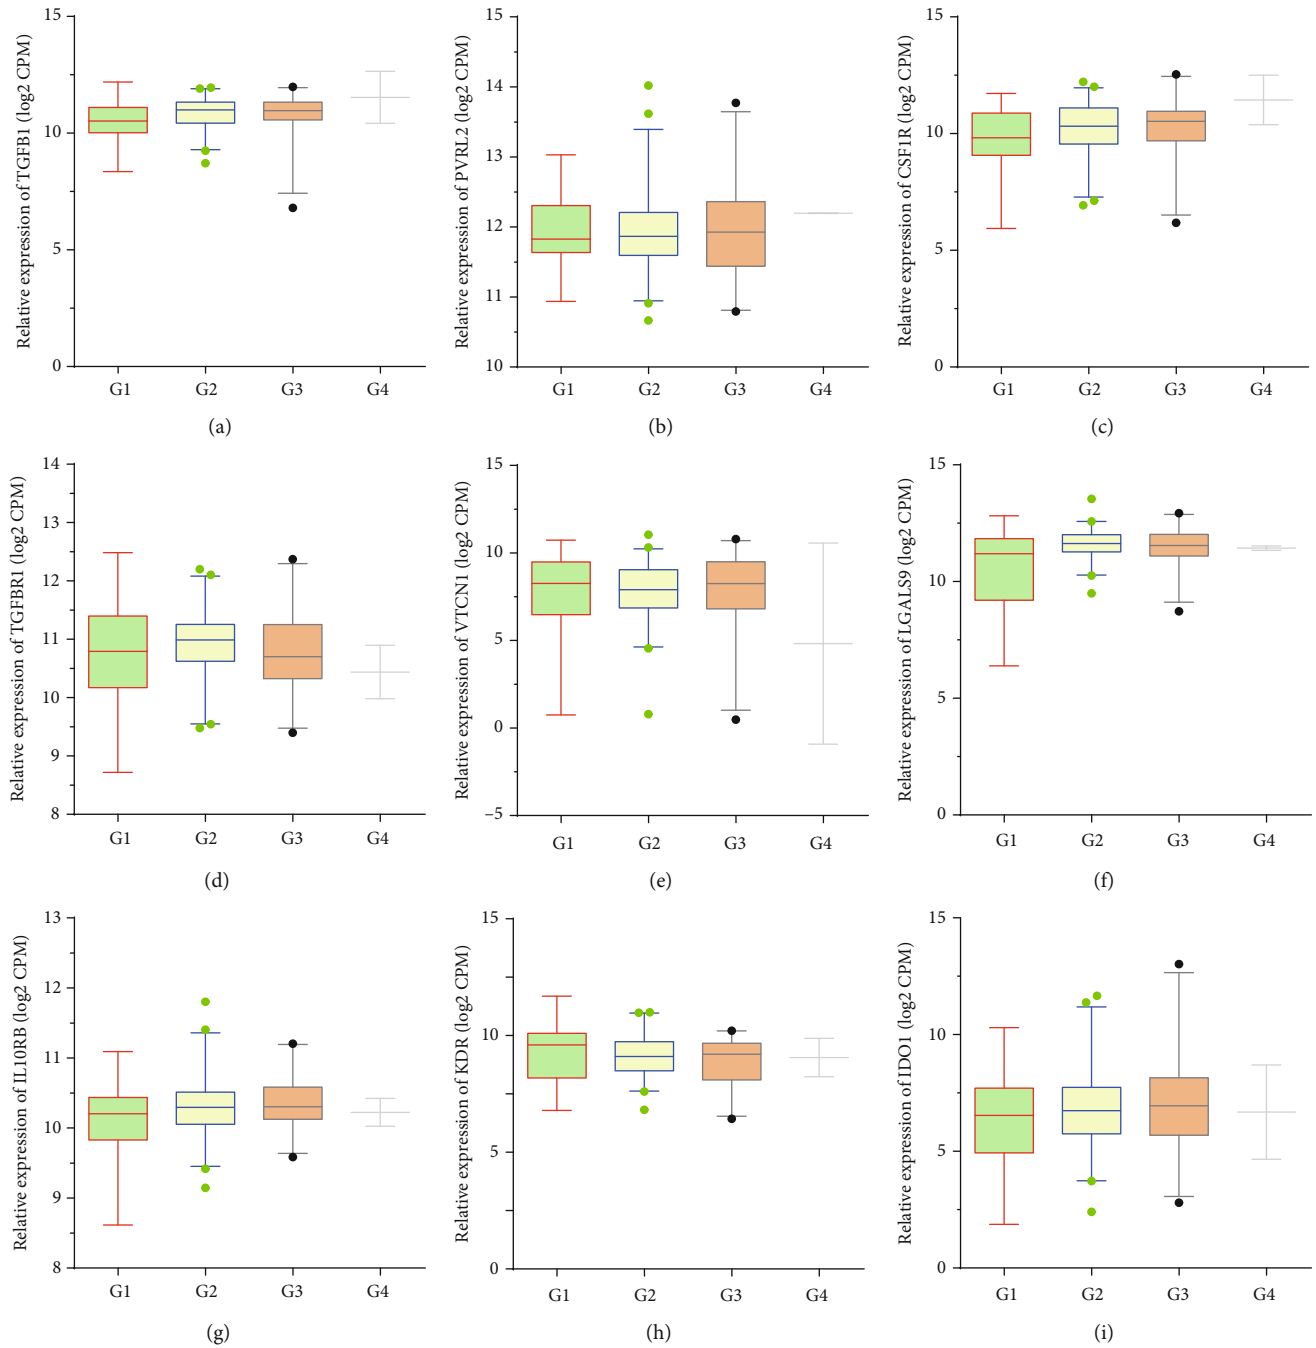 Relative expression of TGFB1 (log2 CPM)
15
10
5
0
G1 G2 G3 G4
(a)
Relative expression of PVRL2 (log2 CPM)
15
14
13
12
11
10
G1 G2 G3 G4
(b)
Relative expression of CSF1R (log2 CPM)
15
10
5
0
G1 G2 G3 G4
(c)
Relative expression of TGFBR1 (log2 CPM)
14
13
12
11
10
9
8
G1 G2 G3 G4
(d)
Relative expression of VTCN1 (log2 CPM)
15
10
5
0
−5
G1 G2 G3 G4
(e)
Relative expression of LGALS9 (log2 CPM)
15
10
5
0
G1 G2 G3 G4
(f)
Relative expression of IL10RB (log2 CPM)
13
12
11
10
9
8
G1 G2 G3 G4
(g)
Relative expression of KDR (log2 CPM)
15
10
5
0
G1 G2 G3 G4
(h)
Relative expression of IDO1 (log2 CPM)
15
10
5
0
G1 G2 G3 G4
(i)